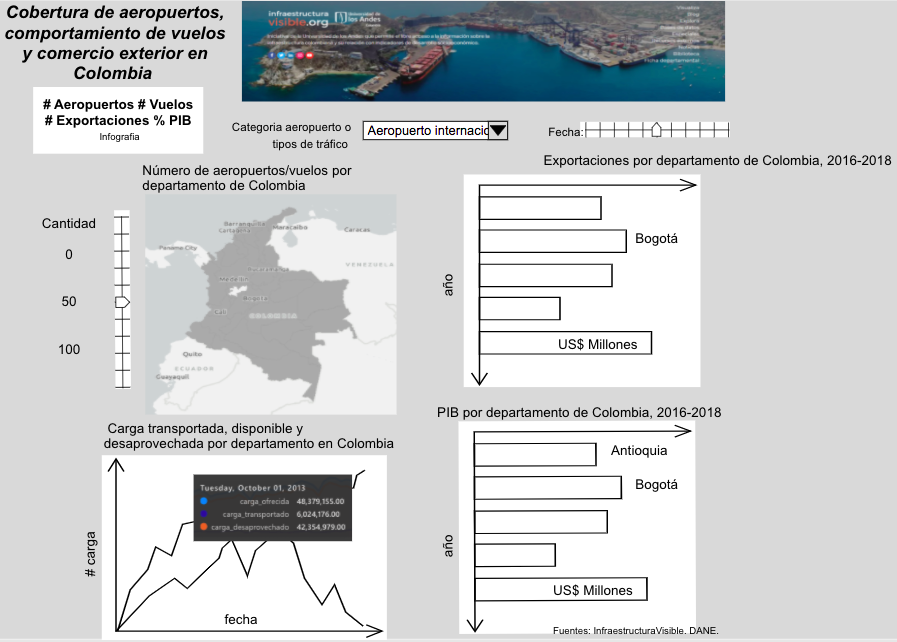 Cobertura de aeropuertos,
comportamiento de vuelos
y comercio exterior en
Colombia
# Aeropuertos # Vuelos
# Exportaciones % PIB
Infografia
infraestructura
visible.org
Universidad de
los Andes
Colombia
Categoria aeropuerto o
tipos de tráfico
Aeropuerto internacio
Fecha:
Número de aeropuertos/vuelos por
departamento de Colombia
Cantidad
0
50
100
Barranquilla
Cartagena
Maracaibo
Caracas
Panama City
VENEZUELA
Bucaramanga
Medellín
Bogota
Cali
COLOMBIA
Quito
ECUADOR
Guayaquil
Exportaciones por departamento de Colombia, 2016-2018
Bogotá
año
US$ Millones
Carga transportada, disponible y
desaprovechada por departamento en Colombia
Tuesday, October 01, 2013
carga_ofrecida 48,379,155.00
carga_transportado 6,024,176.00
carga_desaprovechado 42,354,979.00
# carga
fecha
PIB por departamento de Colombia, 2016-2018
Antioquia
Bogotá
año
US$ Millones
Fuentes: InfraestructuraVisible. DANE.